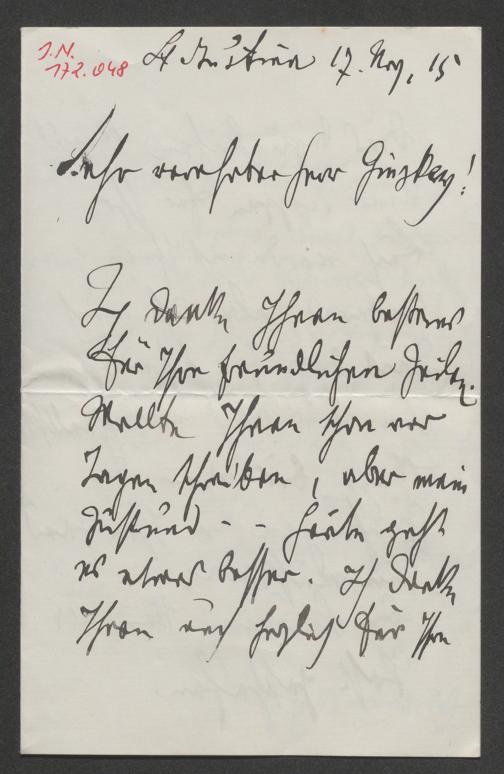 J.N.
172.048
St Justina 17. Nov, 15
Sehr verehrter Herr Ginzkey!
Ich danke Ihnen bestens
für Ihre freundlichen Zeilen.
Wollte Ihnen schon vor
Tagen schreiben, aber mein
Zustand - - heute geht
es etwas besser. Ich danke
Ihnen auch herzlich für Ihre